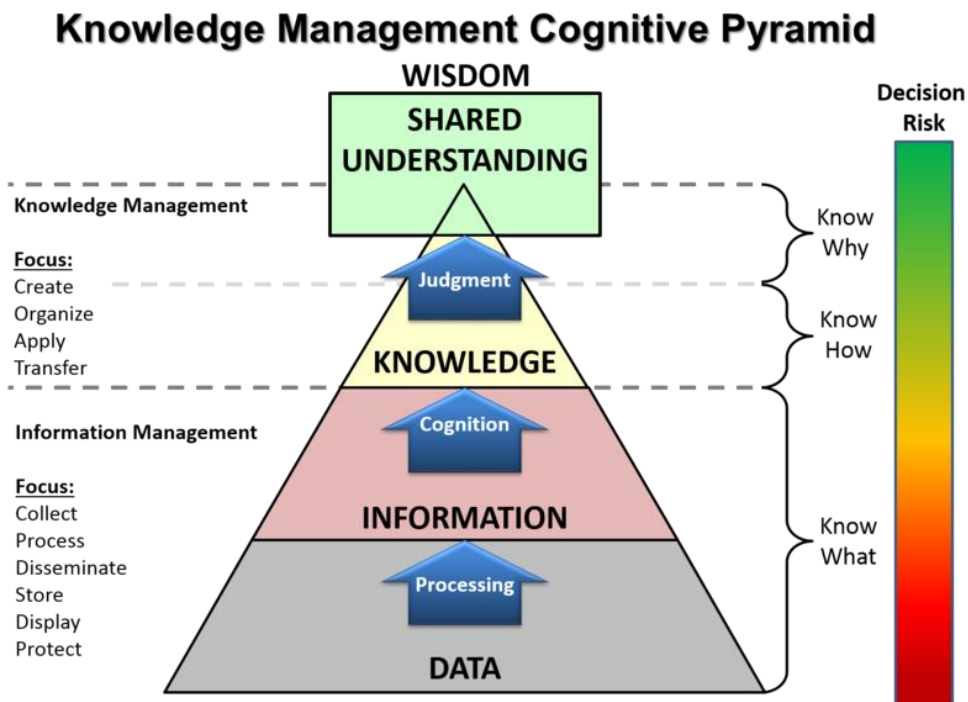 Knowledge Management Cognitive Pyramid
WISDOM
SHARED
UNDERSTANDING
Decision
Risk
Knowledge Management
Focus:
Create
Organize
Apply
Transfer
Judgment
KNOWLEDGE
Know
Why
Know
How
Information Management
Focus:
Collect
Process
Disseminate
Store
Display
Protect
Cognition
INFORMATION
Processing
DATA
Know
What